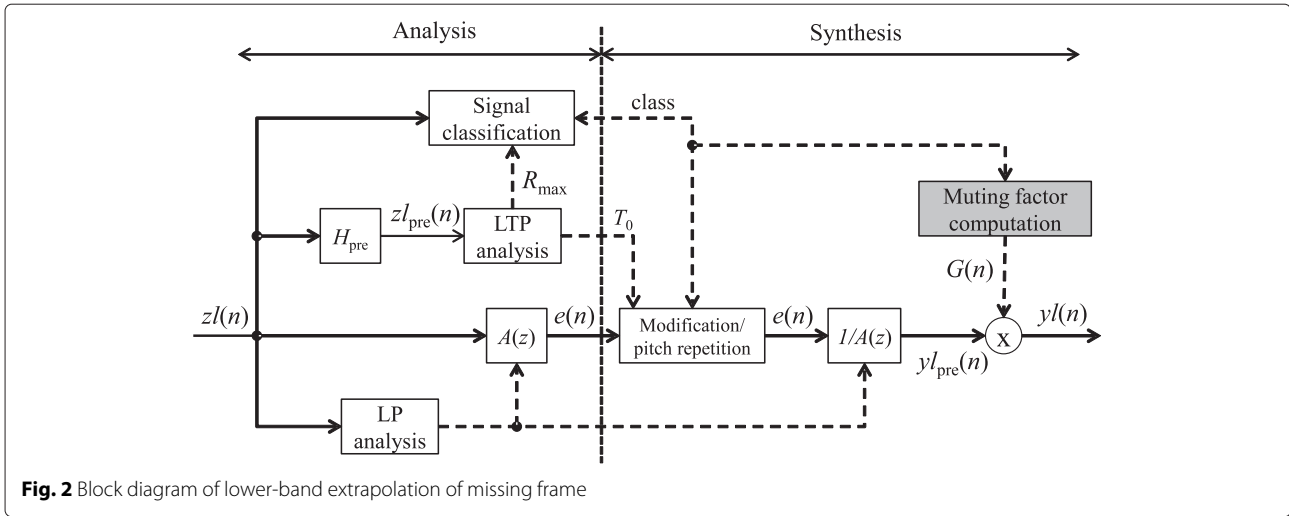 Analysis
Synthesis
Signal
classification
class
R_max
Muting factor
computation
H_pre
zl_pre(n)
LTP
analysis
T_0
G(n)
zl(n)
A(z)
e(n)
Modification/
pitch repetition
e(n)
1/A(z)
yl_pre(n)
X
yl(n)
LP
analysis
Fig. 2 Block diagram of lower-band extrapolation of missing frame